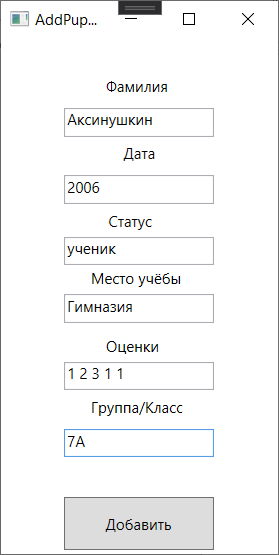 AddPup...
Фамилия
Аксинушкин
Дата
2006
Статус
ученик
Место учёбы
Гимназия
Оценки
1 2 3 1 1
Группа/Класс
7А
Добавить